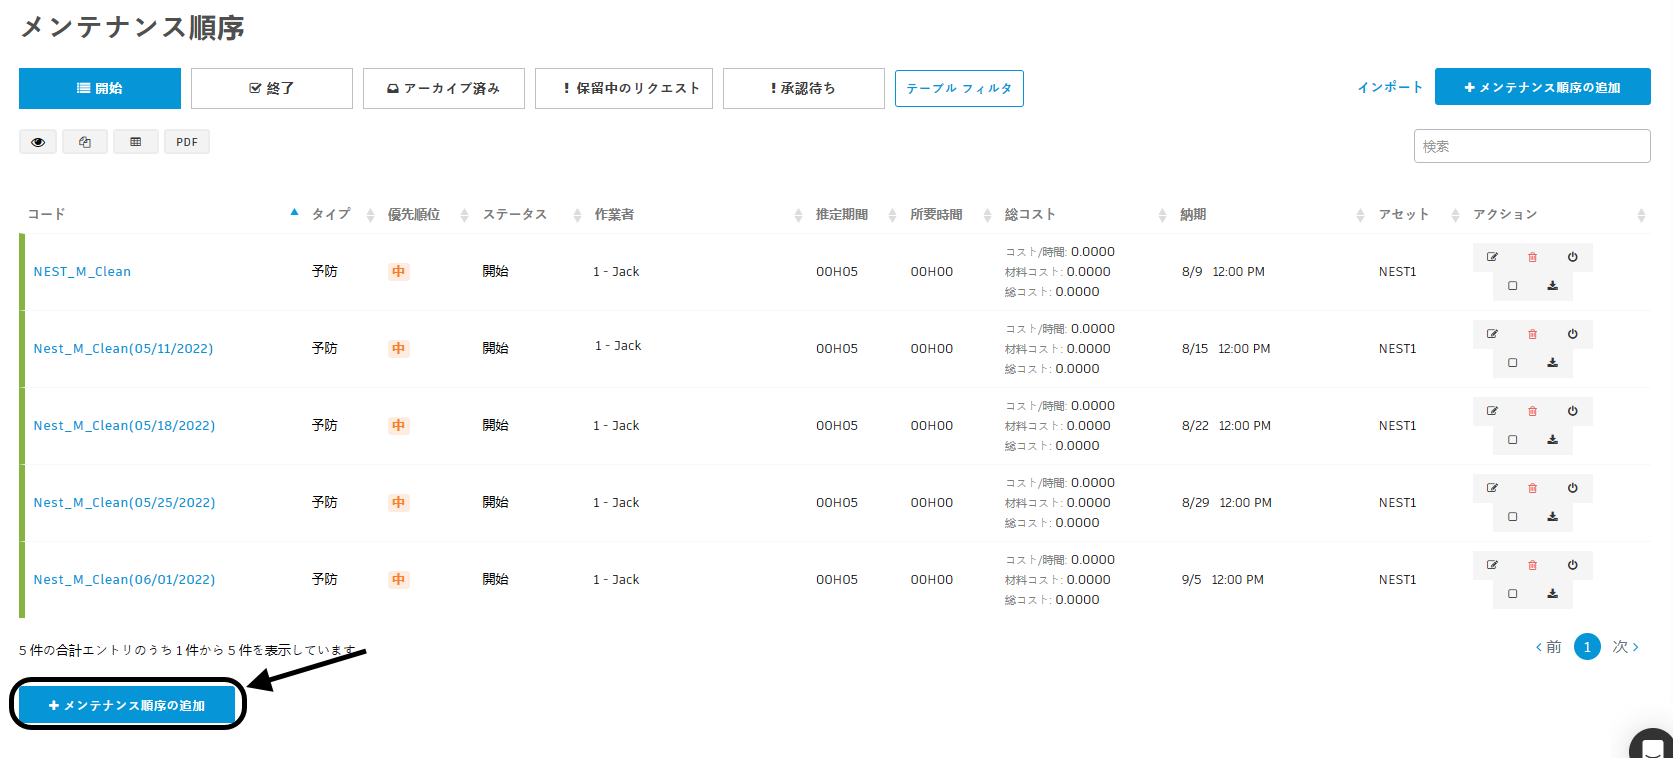 メンテナンス順序
開始 終了 アーカイブ済み 保留中のリクエスト 承認待ち テーブル フィルタ インポート メンテナンス順序の追加
PDF 検索
コード タイプ 優先順位 ステータス 作業者 推定期間 所要時間 総コスト 納期 アセット アクション
コスト/時間: 0.0000
NEST_M_Clean 予防 中 開始 1 - Jack 00H05 00H00 材料コスト: 0.0000 8/9 12:00 PM NEST1
総コスト: 0.0000
コスト/時間: 0.0000
Nest_M_Clean(05/11/2022) 予防 中 開始 1 - Jack 00H05 00H00 材料コスト: 0.0000 8/15 12:00 PM NEST1
総コスト: 0.0000
コスト/時間: 0.0000
Nest_M_Clean(05/18/2022) 予防 中 開始 1 - Jack 00H05 00H00 材料コスト: 0.0000 8/22 12:00 PM NEST1
総コスト: 0.0000
コスト/時間: 0.0000
Nest_M_Clean(05/25/2022) 予防 中 開始 1 - Jack 00H05 00H00 材料コスト: 0.0000 8/29 12:00 PM NEST1
総コスト: 0.0000
コスト/時間: 0.0000
Nest_M_Clean(06/01/2022) 予防 中 開始 1 - Jack 00H05 00H00 材料コスト: 0.0000 9/5 12:00 PM NEST1
総コスト: 0.0000
5 件の合計エントリのうち 1 件から 5 件を表示しています 前 1 次
メンテナンス順序の追加